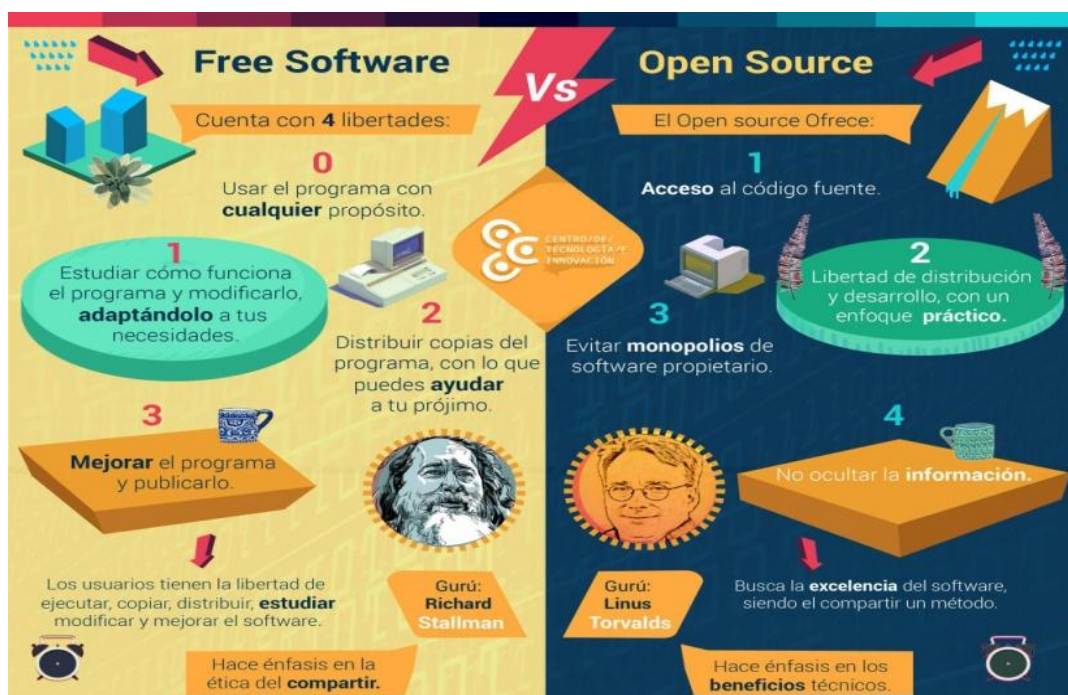 Free Software
Vs
Open Source
Cuenta con 4 libertades:
0
Usar el programa con
cualquier propósito.
1
Estudiar cómo funciona
el programa y modificarlo,
adaptándolo a tus
necesidades.
2
Distribuir copias del
programa, con lo que
puedes ayudar
a tu prójimo.
3
Mejorar el programa
y publicarlo.
Los usuarios tienen la libertad de
ejecutar, copiar, distribuir, estudiar
modificar y mejorar el software.
Gurú:
Richard
Stallman
Hace énfasis en la
ética del compartir.
CENTRO/DE/
TECNOLOGÍA/E
INNOVACIÓN
El Open source Ofrece:
1
Acceso al código fuente.
2
Libertad de distribución
y desarrollo, con un
enfoque práctico.
3
Evitar monopolios de
software propietario.
4
No ocultar la información.
Gurú:
Linus
Torvalds
Busca la excelencia del software,
siendo el compartir un método.
Hace énfasis en los
beneficios técnicos.